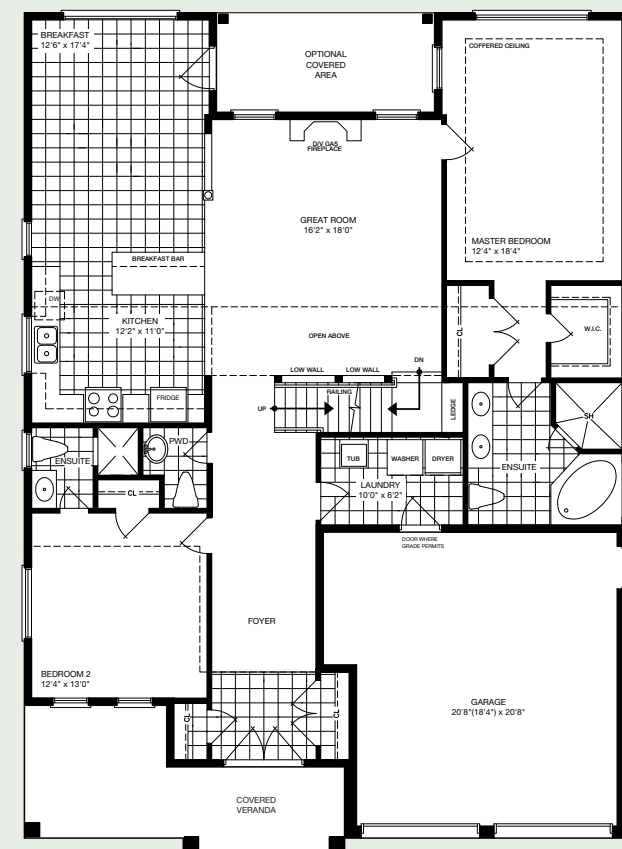 BREAKFAST
12'6" x 17'4"
OPTIONAL
COVERED
AREA
COFFERED CEILING
D/V GAS
FIREPLACE
GREAT ROOM
16'2" x 18'0"
MASTER BEDROOM
12'4" x 18'4"
BREAKFAST BAR
DW
KITCHEN
12'2" x 11'0"
OPEN ABOVE
CL
W.I.C.
LOW WALL
LOW WALL
DN
FRIDGE
RAILING
UP
LEDGE
SH
PWD
ENSUITE
TUB
WASHER
DRYER
ENSUITE
CL
LAUNDRY
10'0" x 6'2"
DOOR WHERE
GRADE PERMITS
FOYER
BEDROOM 2
12'4" x 13'0"
GARAGE
20'8"(18'4") x 20'8"
CL
CL
COVERED
VERANDA